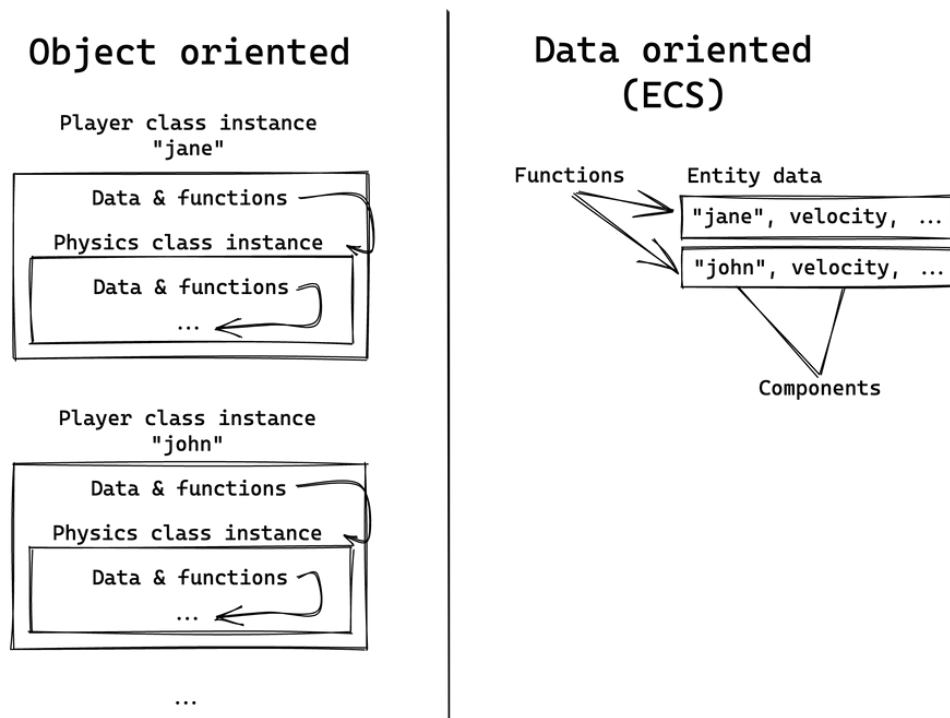 Object oriented
Player class instance
"jane"
Data & functions
Physics class instance
Data & functions
...
Player class instance
"john"
Data & functions
Physics class instance
Data & functions
...
...
Data oriented
(ECS)
Functions
Entity data
"jane", velocity, ...
"john", velocity, ...
Components